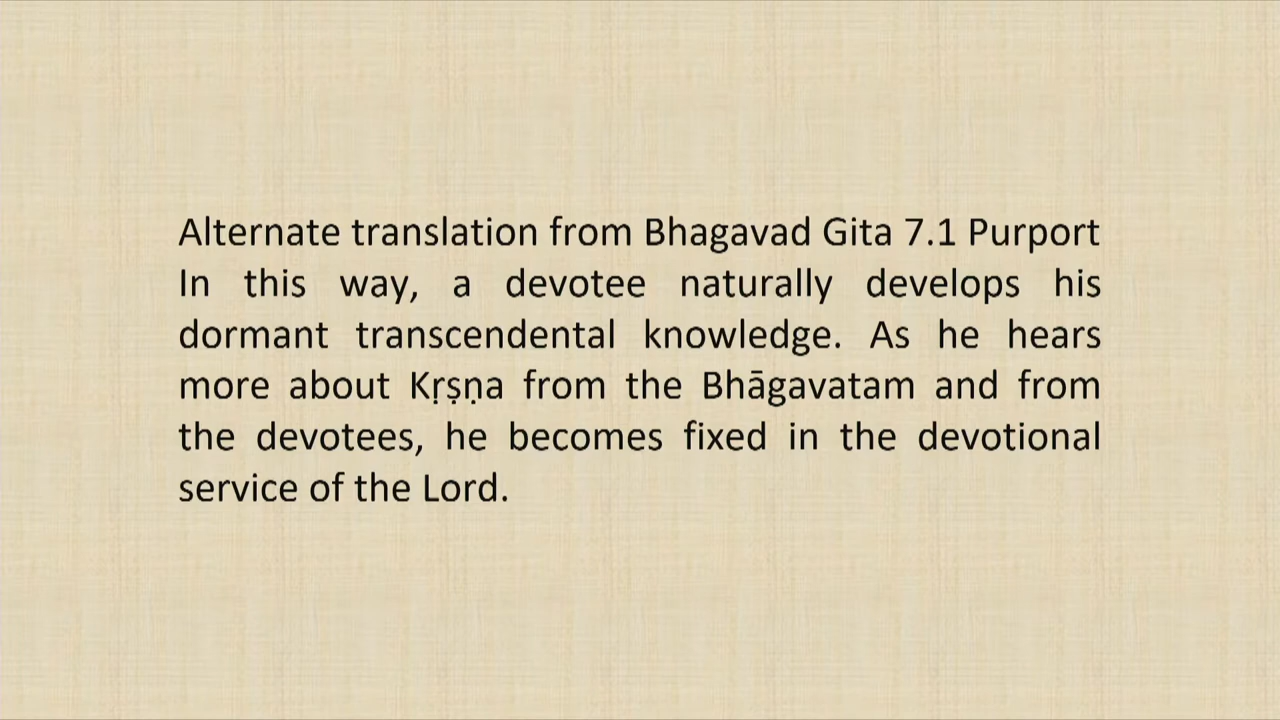 Alternate translation from Bhagavad Gita 7.1 Purport
In this way, a devotee naturally develops his
dormant transcendental knowledge. As he hears
more about Kṛṣṇa from the Bhāgavatam and from
the devotees, he becomes fixed in the devotional
service of the Lord.